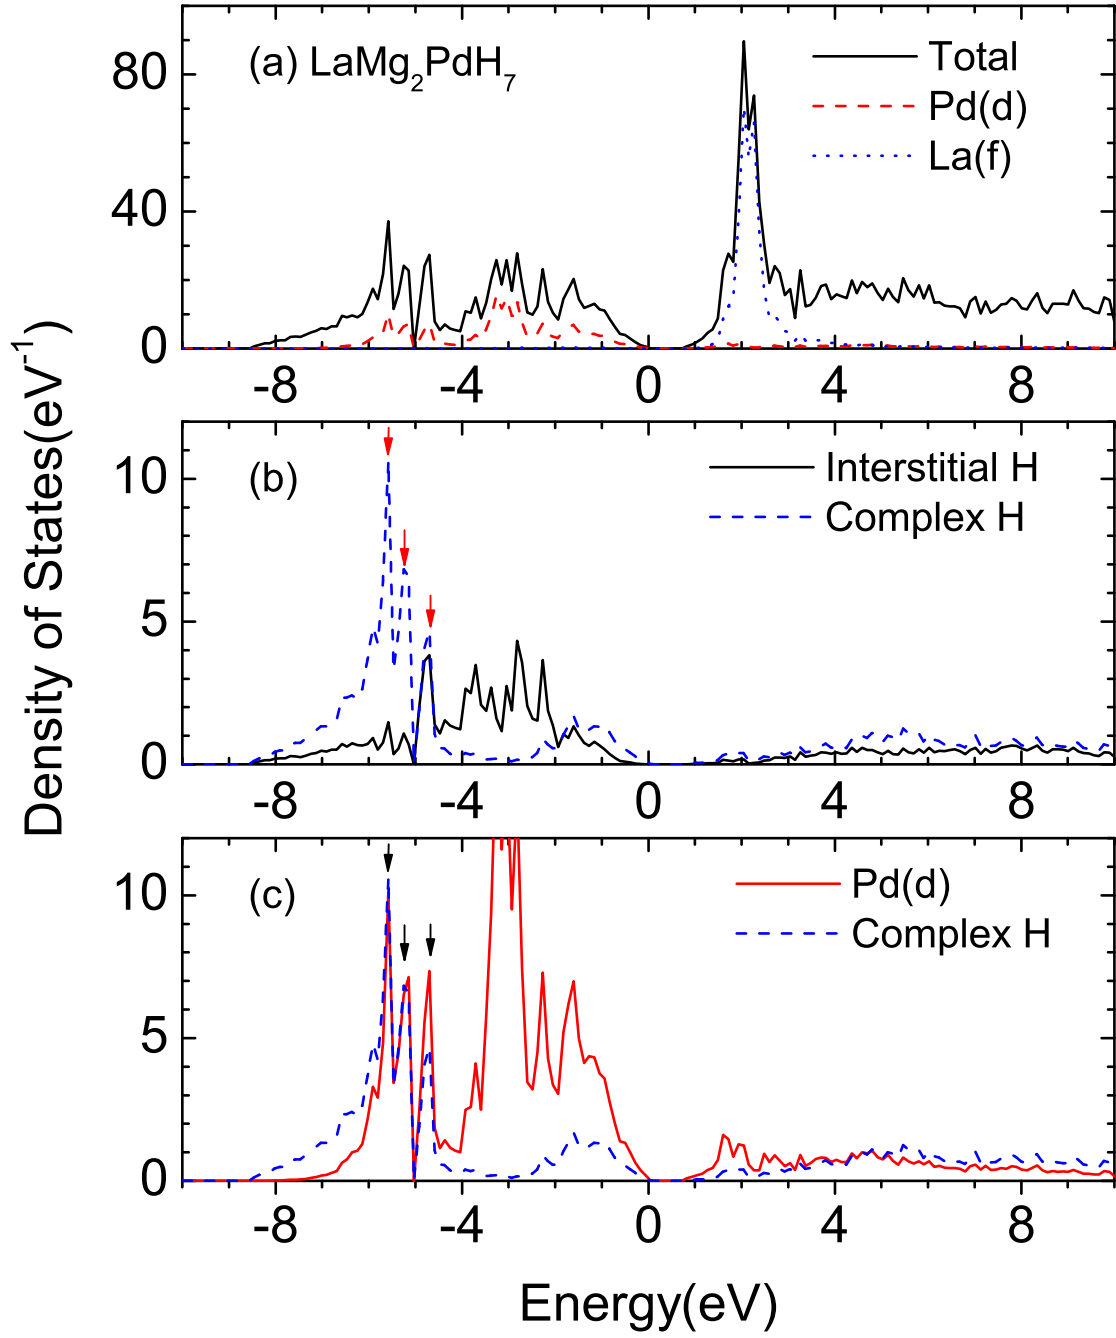 (a) LaMg₂PdH₇
Total
Pd(d)
La(f)
80
40
0
-8 -4 0 4 8
(b)
Interstitial H
Complex H
10
5
0
-8 -4 0 4 8
(c)
Pd(d)
Complex H
10
5
0
-8 -4 0 4 8
Density of States(eV⁻¹)
Energy(eV)